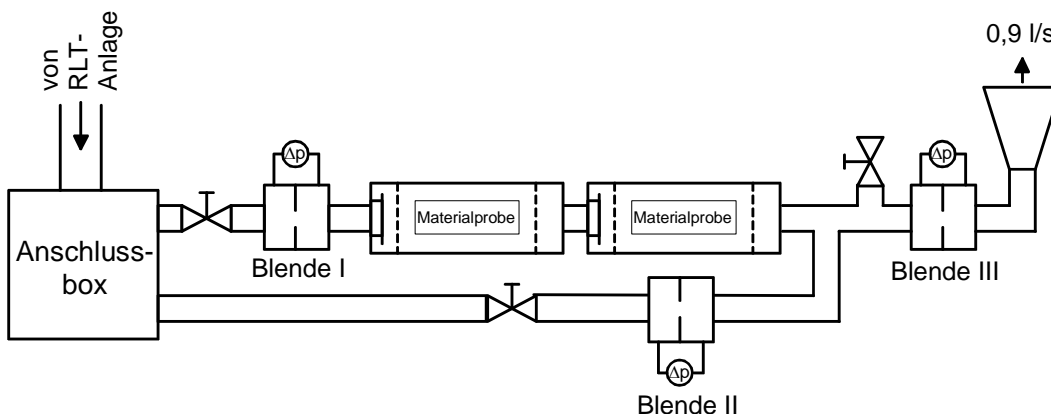 von
RLT-
Anlage
0,9 l/s
Δp
Δp
Materialprobe
Materialprobe
Anschluss-
box
Blende I
Blende III
Δp
Blende II